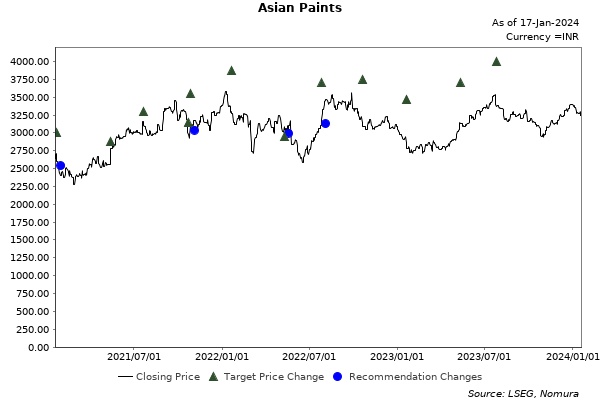 Asian Paints
As of 17-Jan-2024
Currency =INR
4000.00
3750.00
3500.00
3250.00
3000.00
2750.00
2500.00
2250.00
2000.00
1750.00
1500.00
1250.00
1000.00
750.00
500.00
250.00
0.00
2021/07/01 2022/01/01 2022/07/01 2023/01/01 2023/07/01 2024/01/01
Closing Price Target Price Change Recommendation Changes
Source: LSEG, Nomura